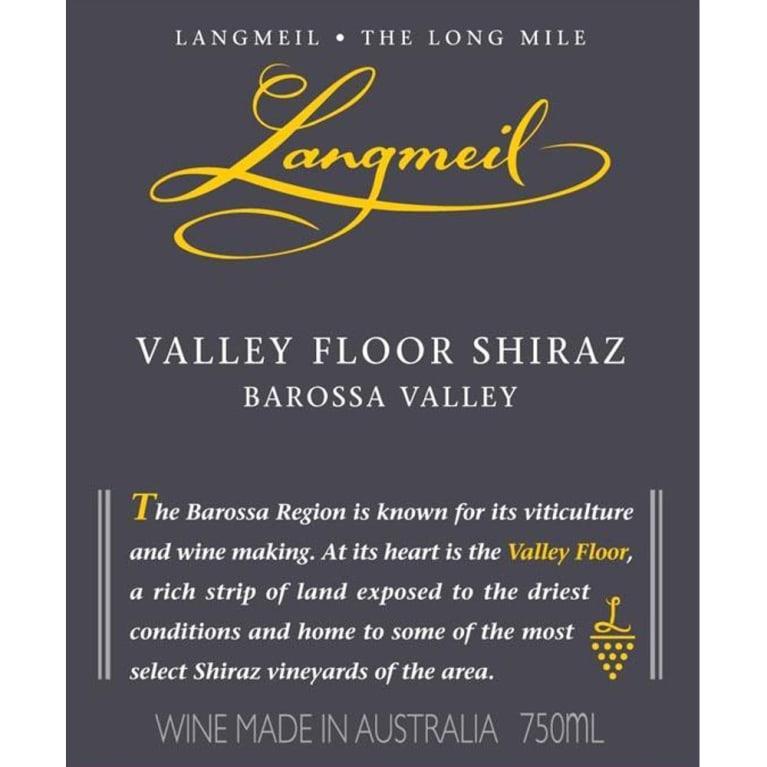 LANGMEIL • THE LONG MILE
Langmeil
VALLEY FLOOR SHIRAZ
BAROSSA VALLEY
The Barossa Region is known for its viticulture
and wine making. At its heart is the Valley Floor,
a rich strip of land exposed to the driest
conditions and home to some of the most
select Shiraz vineyards of the area.
L
WINE MADE IN AUSTRALIA 750mL